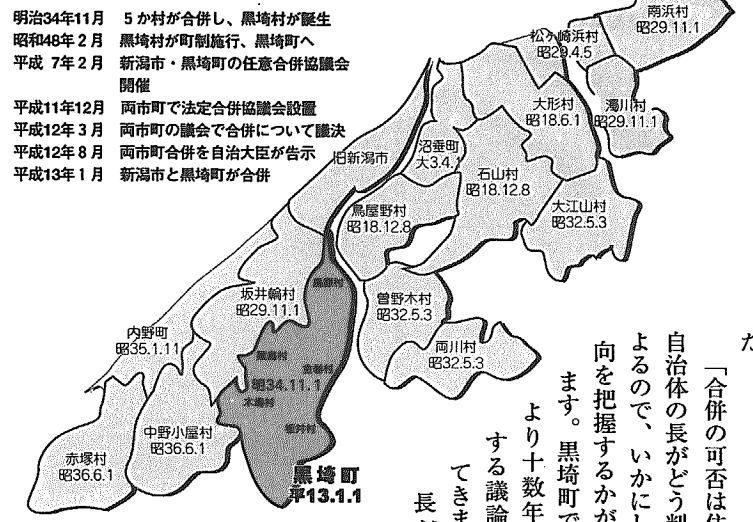 明治34年11月 5か村が合併し、黒埼村が誕生
昭和48年2月 黒埼村が町制施行、黒埼町へ
平成 7年2月 新潟市・黒埼町の任意合併協議会
開催
平成11年12月 両市町で法定合併協議会設置
平成12年3月 両市町の議会で合併について議決
平成12年8月 両市町合併を自治大臣が告示
平成13年1月 新潟市と黒埼町が合併
南浜村
昭29.11.1
松ヶ崎浜村
昭29.4.5
濁川村
昭29.11.1
大形村
昭18.6.1
沼垂町
大3.4.1
旧新潟市
石山村
昭18.12.8
大江山村
昭32.5.3
鳥屋野村
昭18.12.8
曽野木村
昭32.5.3
両川村
昭32.5.3
坂井輪村
昭29.11.1
内野町
昭35.1.11
中野小屋村
昭36.6.1
赤塚村
昭36.6.1
鳥原村
黒鳥村
金巻村
明34.11.1
木場村
板井村
黒埼町
平13.1.1
た
「合併の可否は
自治体の長がどう判
よるので、いかにし
向を把握するかが
ます。黒埼町で
より十数年
する議論
てきま
長